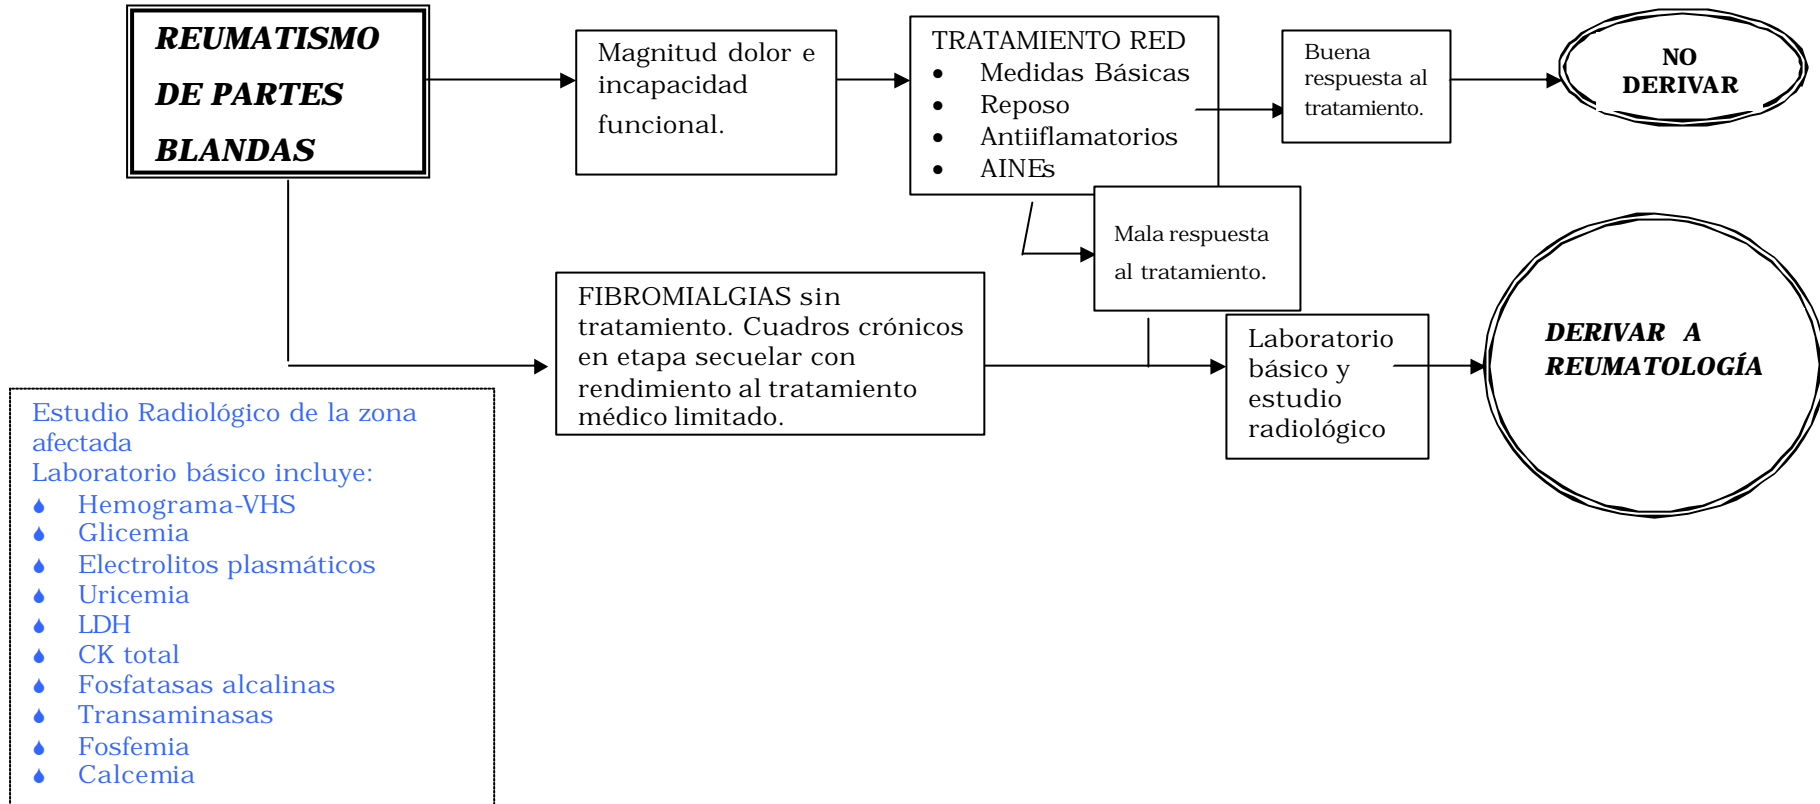 REUMATISMO
DE PARTES
BLANDAS
Magnitud dolor e
incapacidad
funcional.
TRATAMIENTO RED
• Medidas Básicas
• Reposo
• Antiiflamatorios
• AINEs
Buena
respuesta al
tratamiento.
NO
DERIVAR
Mala respuesta
al tratamiento.
FIBROMIALGIAS sin
tratamiento. Cuadros crónicos
en etapa secuelar con
rendimiento al tratamiento
médico limitado.
Laboratorio
básico y
estudio
radiológico
DERIVAR A
REUMATOLOGÍA
Estudio Radiológico de la zona
afectada
Laboratorio básico incluye:
Hemograma-VHS
Glicemia
Electrolitos plasmáticos
Uricemia
LDH
CK total
Fosfatasas alcalinas
Transaminasas
Fosfemia
Calcemia